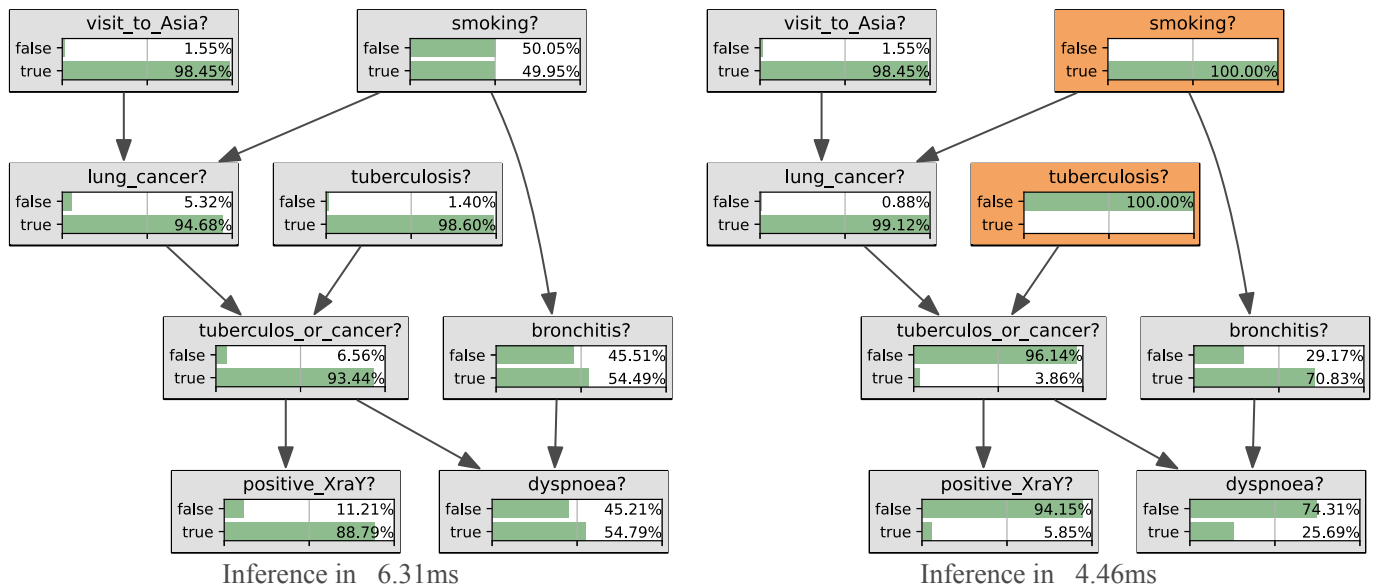 visit_to_Asia?
false 1.55%
true 98.45%
smoking?
false 50.05%
true 49.95%
lung_cancer?
false 5.32%
true 94.68%
tuberculosis?
false 1.40%
true 98.60%
tuberculos_or_cancer?
false 6.56%
true 93.44%
bronchitis?
false 45.51%
true 54.49%
positive_XraY?
false 11.21%
true 88.79%
dyspnoea?
false 45.21%
true 54.79%
Inference in 6.31ms
visit_to_Asia?
false 1.55%
true 98.45%
smoking?
false
true 100.00%
lung_cancer?
false 0.88%
true 99.12%
tuberculosis?
false 100.00%
true
tuberculos_or_cancer?
false 96.14%
true 3.86%
bronchitis?
false 29.17%
true 70.83%
positive_XraY?
false 94.15%
true 5.85%
dyspnoea?
false 74.31%
true 25.69%
Inference in 4.46ms